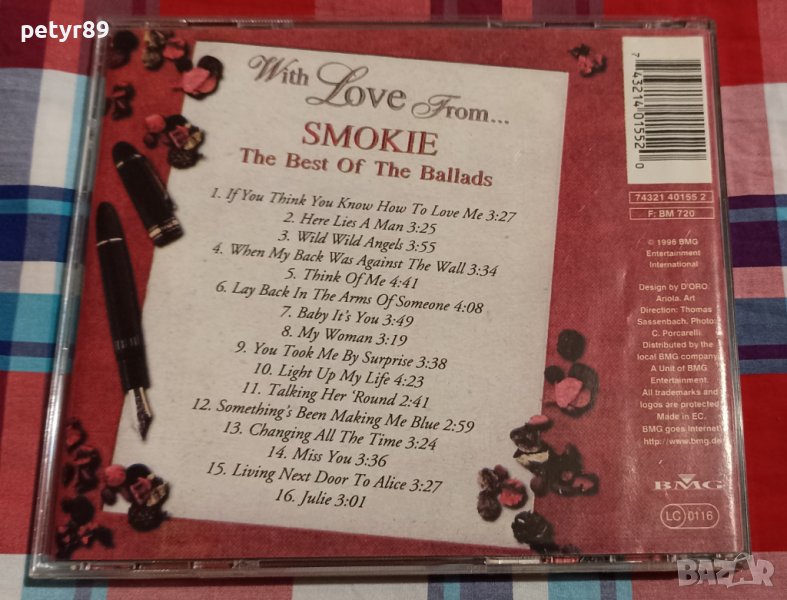 petyr89
With Love From...
SMOKIE
The Best Of The Ballads
1. If You Think You Know How To Love Me 3:27
2. Here Lies A Man 3:25
3. Wild Wild Angels 3:55
4. When My Back Was Against The Wall 3:34
5. Think Of Me 4:41
6. Lay Back In The Arms Of Someone 4:08
7. Baby It's You 3:49
8. My Woman 3:19
9. You Took Me By Surprise 3:38
10. Light Up My Life 4:23
11. Talking Her 'Round 2:41
12. Something's Been Making Me Blue 2:59
13. Changing All The Time 3:24
14. Miss You 3:36
15. Living Next Door To Alice 3:27
16. Julie 3:01
7 43214 01552 0
74321 40155 2
F: BM 720
© 1996 BMG
Entertainment
International
Design by D'ORO.
Ariola. Art
Direction: Thomas
Sassenbach. Photo:
C. Porcarelli.
Distributed by the
local BMG company.
A Unit of BMG
Entertainment.
All trademarks and
logos are protected.
Made in EC.
BMG goes Internet
http://www.bmg.de
BMG
LC 0116
BAZAR